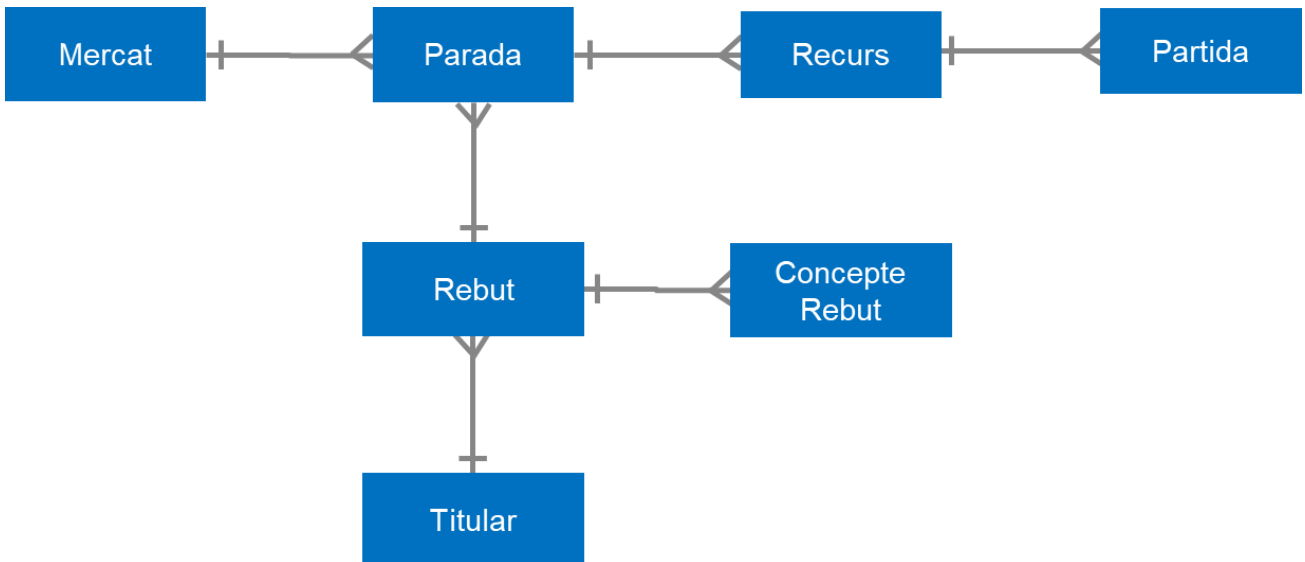 Mercat
Parada
Recurs
Partida
Rebut
Concepte
Rebut
Titular